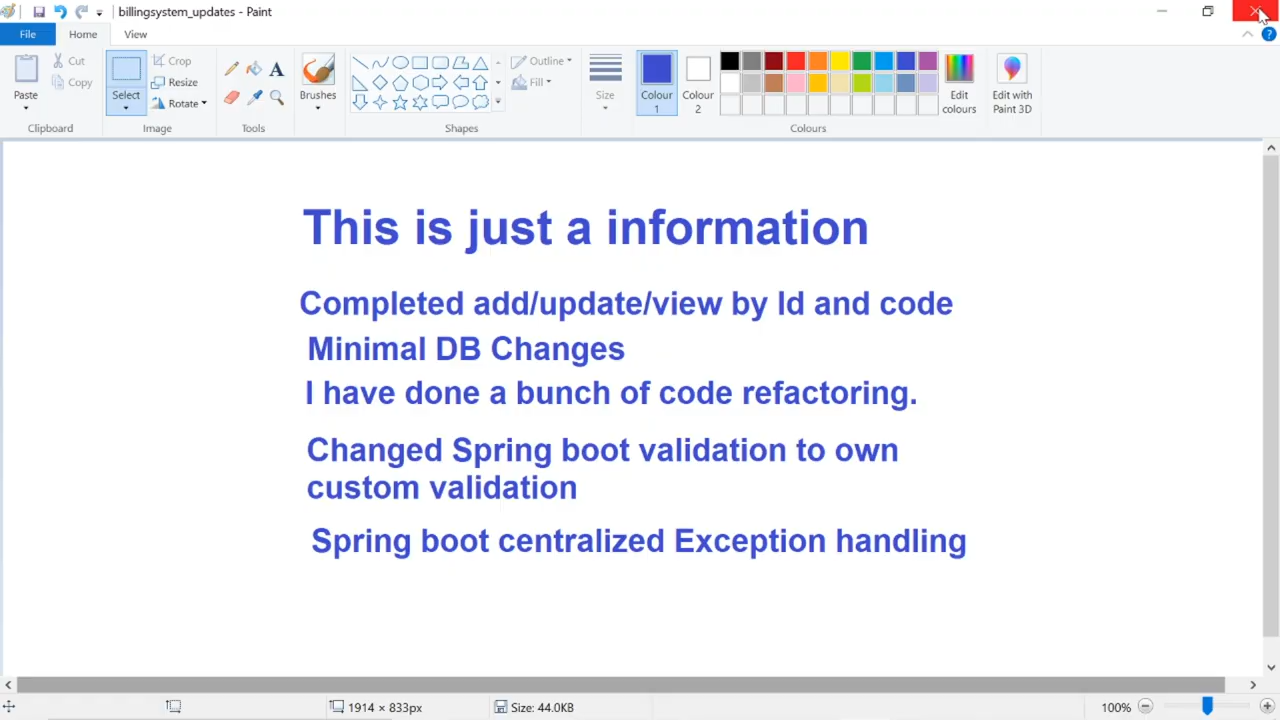 billingsystem_updates - Paint
File Home View
Paste Cut Copy Select Crop Resize Rotate Brushes Outline Fill Size Colour 1 Colour 2 Edit colours Edit with Paint 3D
Clipboard Image Tools Shapes Colours
This is just a information
Completed add/update/view by Id and code
Minimal DB Changes
I have done a bunch of code refactoring.
Changed Spring boot validation to own
custom validation
Spring boot centralized Exception handling
1914 × 833px Size: 44.0KB 100%